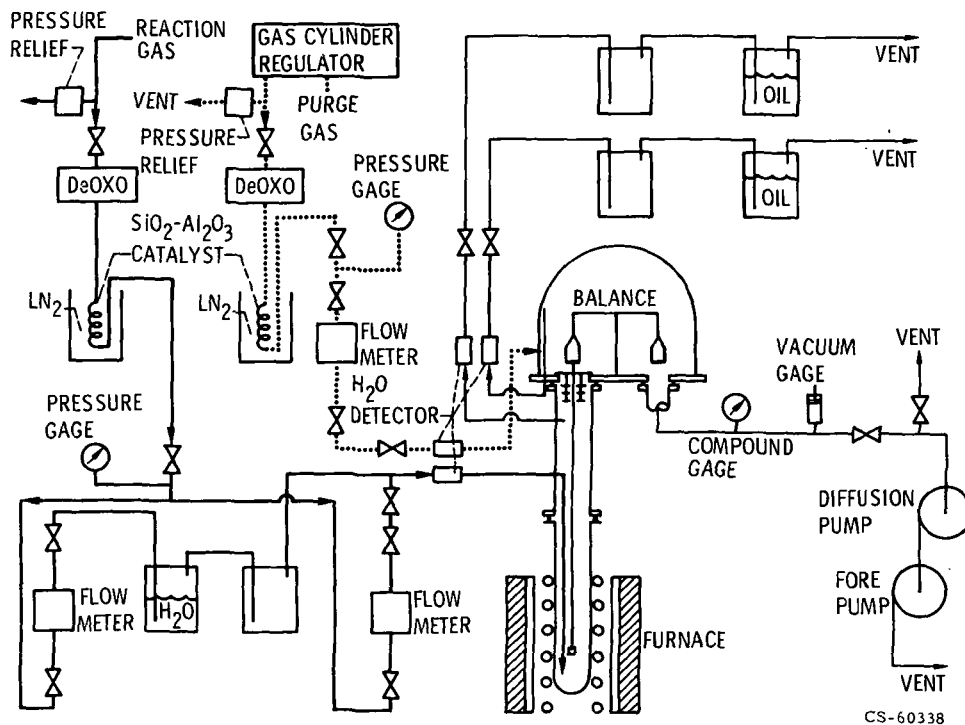 PRESSURE
RELIEF
REACTION
GAS
GAS CYLINDER
REGULATOR
VENT
PURGE
GAS
PRESSURE
RELIEF
DeOXO
DeOXO
PRESSURE
GAGE
SiO2-Al2O3
CATALYST
LN2
LN2
FLOW
METER
H2O
DETECTOR
PRESSURE
GAGE
FLOW
METER
H2O
FLOW
METER
OIL
VENT
OIL
VENT
BALANCE
VACUUM
GAGE
VENT
COMPOUND
GAGE
DIFFUSION
PUMP
FORE
PUMP
VENT
FURNACE
CS-60338